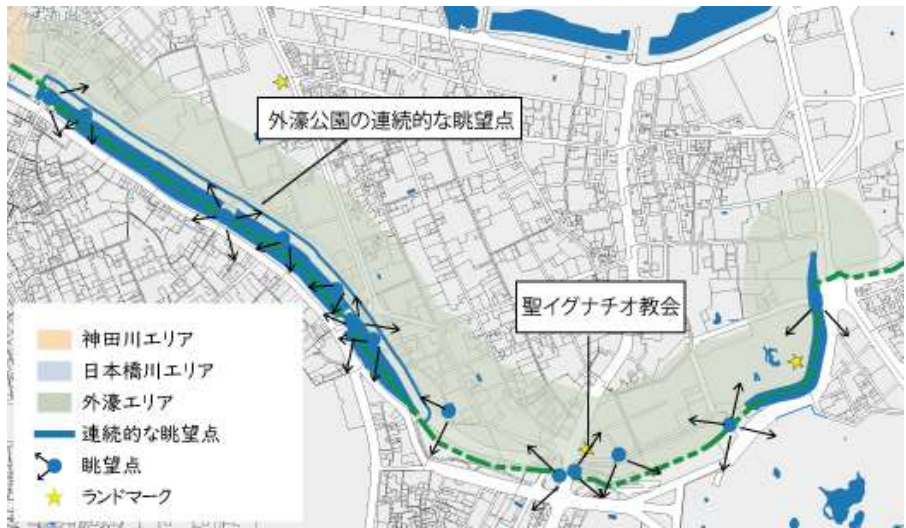 外濠公園の連続的な眺望点
聖イグナチオ教会
神田川エリア
日本橋川エリア
外濠エリア
連続的な眺望点
眺望点
ランドマーク